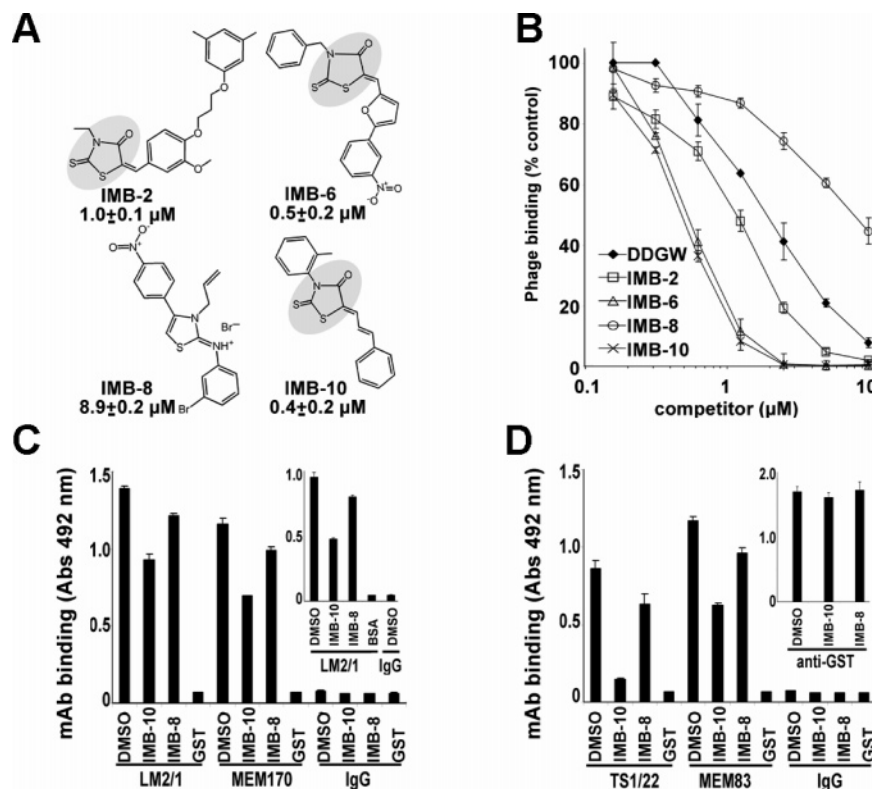 A
IMB-2
1.0±0.1 µM
IMB-6
0.5±0.2 µM
IMB-8
8.9±0.2 µM
IMB-10
0.4±0.2 µM
N
O
S
S
O
O
O
N
O
S
S
O
N⁺
O
O⁻
O⁻
N⁺
O
N
S
NH⁺
Br⁻
Br
N
O
S
S
B
Phage binding (% control)
100
80
60
40
20
0
0.1
1
10
competitor (µM)
DDGW
IMB-2
IMB-6
IMB-8
IMB-10
C
mAb binding (Abs 492 nm)
1.5
1.0
0.5
0
DMSO
IMB-10
IMB-8
GST
DMSO
IMB-10
IMB-8
GST
DMSO
IMB-10
IMB-8
GST
LM2/1
MEM170
IgG
1.0
0.5
0
DMSO
IMB-10
IMB-8
BSA
DMSO
LM2/1
IgG
D
mAb binding (Abs 492 nm)
1.5
1.0
0.5
0
DMSO
IMB-10
IMB-8
GST
DMSO
IMB-10
IMB-8
GST
DMSO
IMB-10
IMB-8
GST
TS1/22
MEM83
IgG
2.0
1.0
0
DMSO
IMB-10
IMB-8
anti-GST